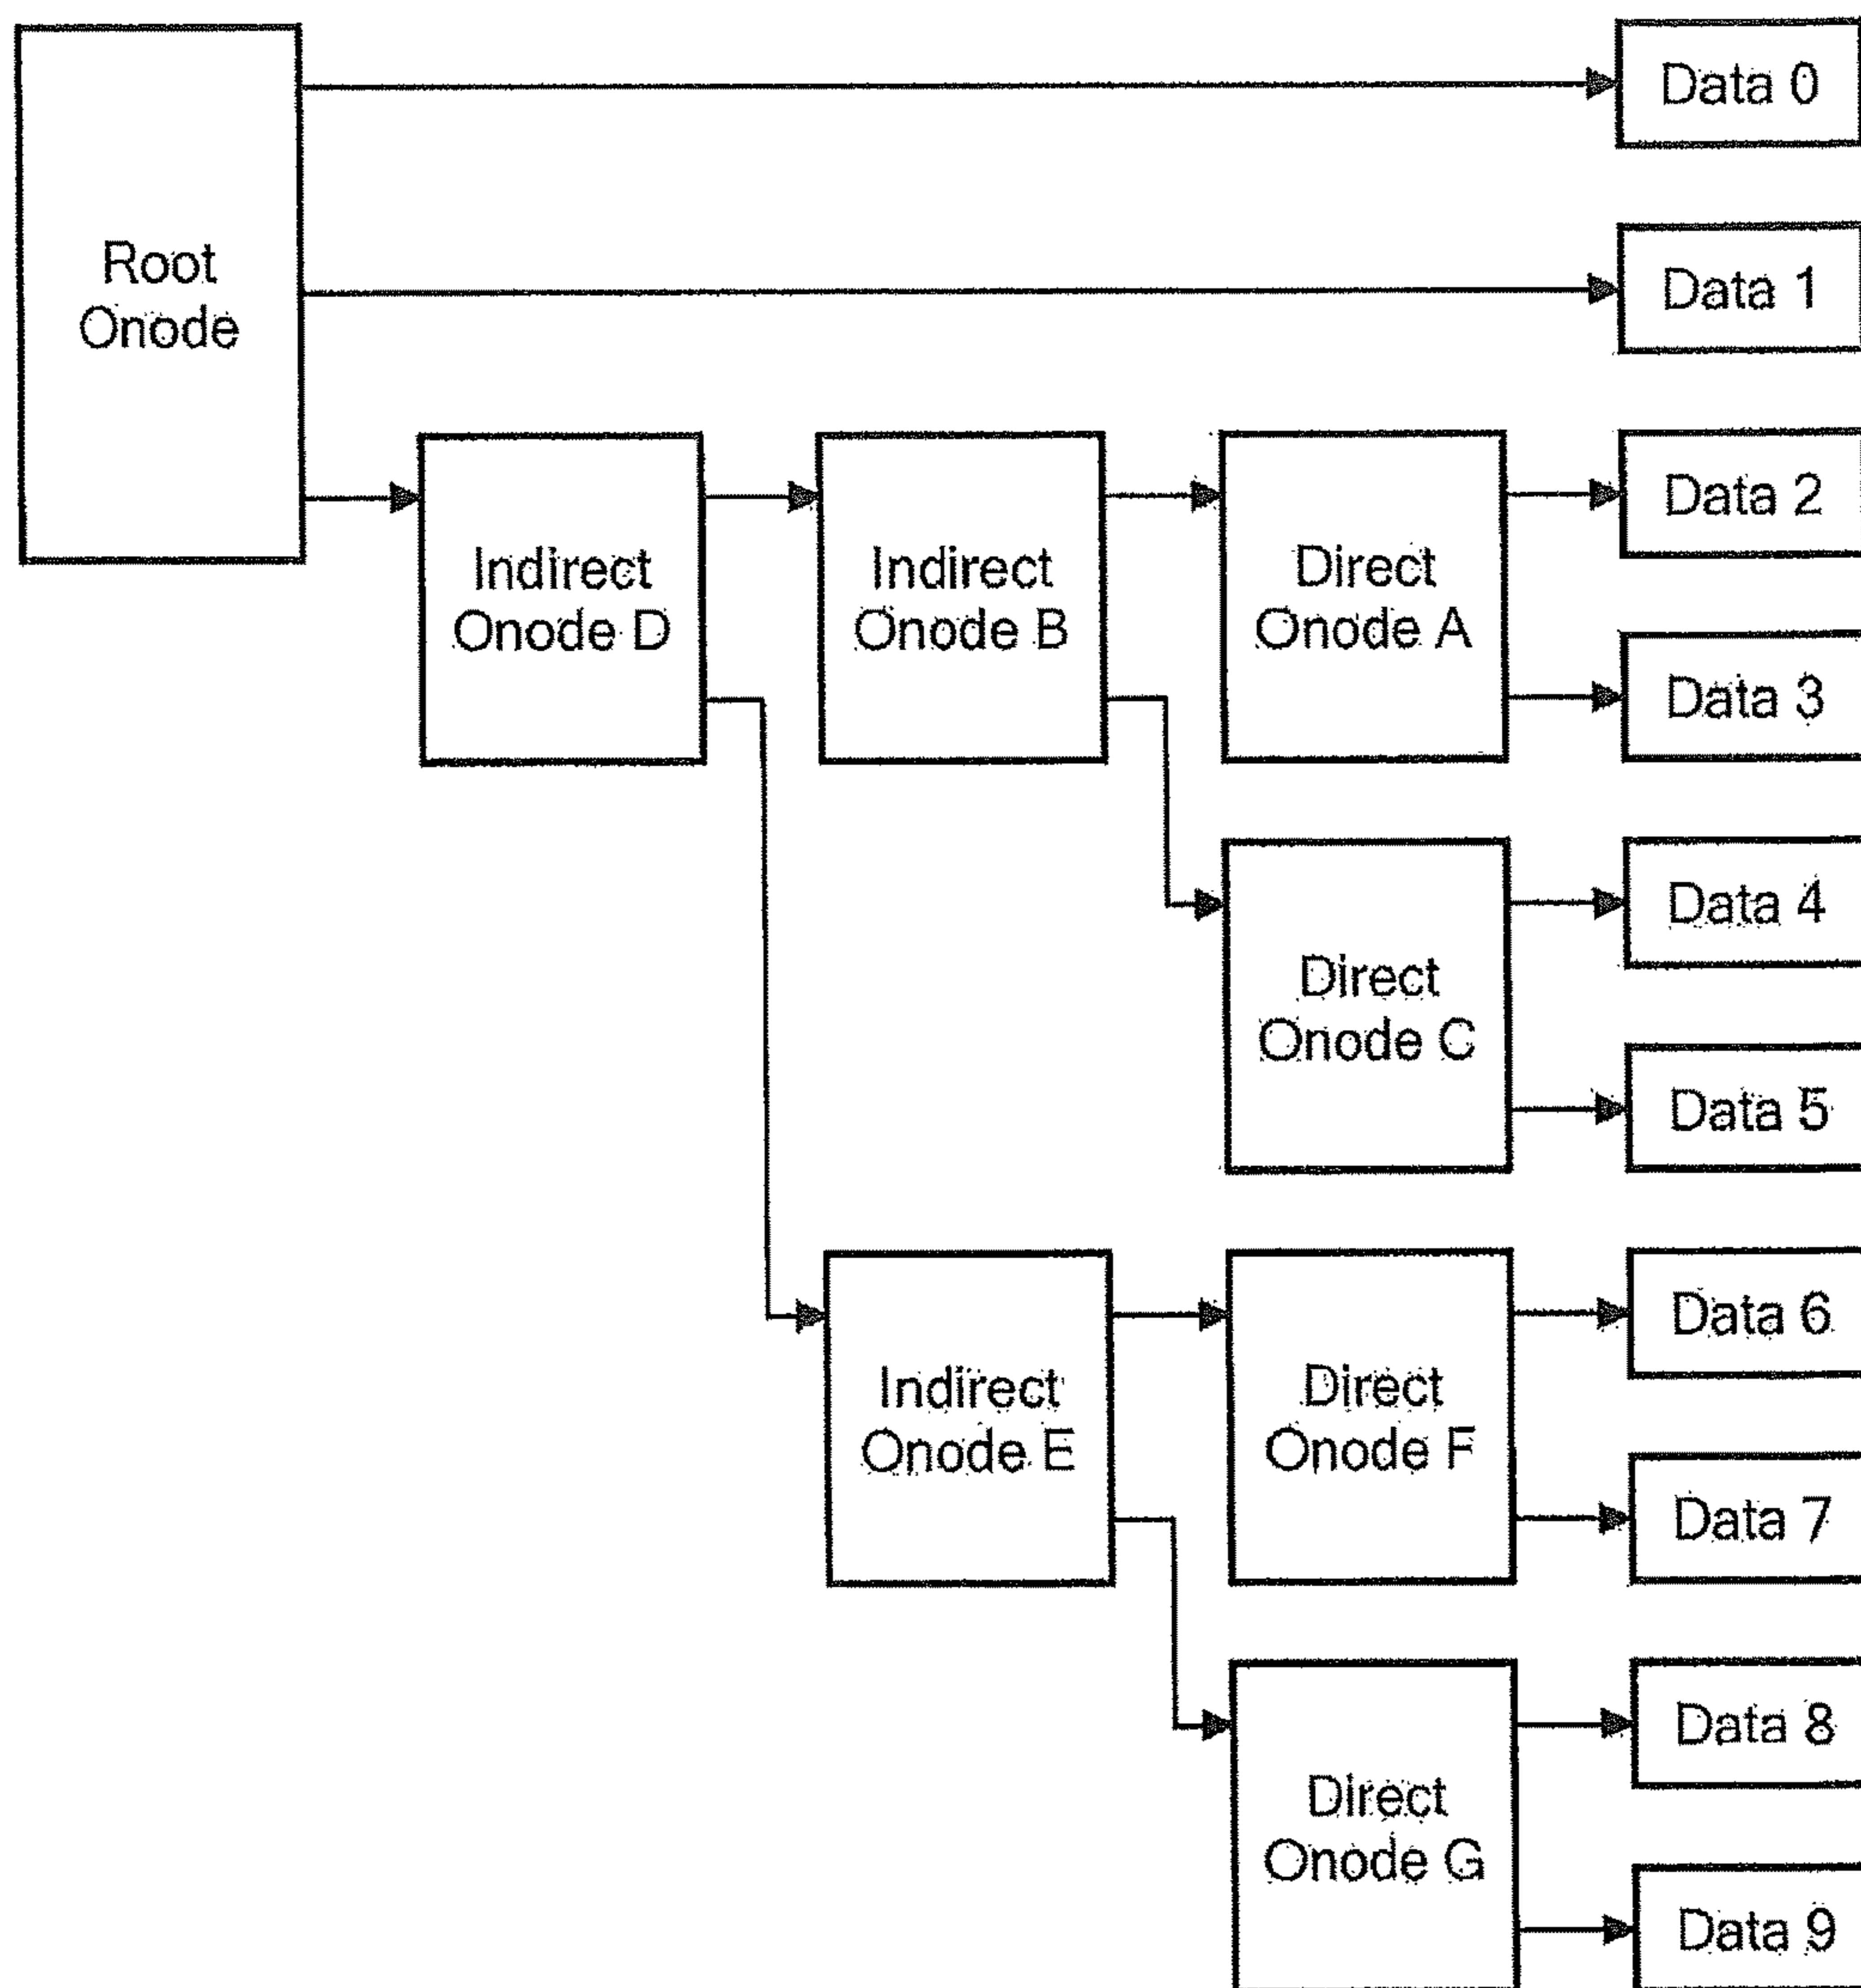 Data 0
Root
Onode
Data 1
Indirect
Onode D
Indirect
Onode B
Direct
Onode A
Data 2
Data 3
Direct
Onode C
Data 4
Data 5
Indirect
Onode E
Direct
Onode F
Data 6
Data 7
Direct
Onode G
Data 8
Data 9